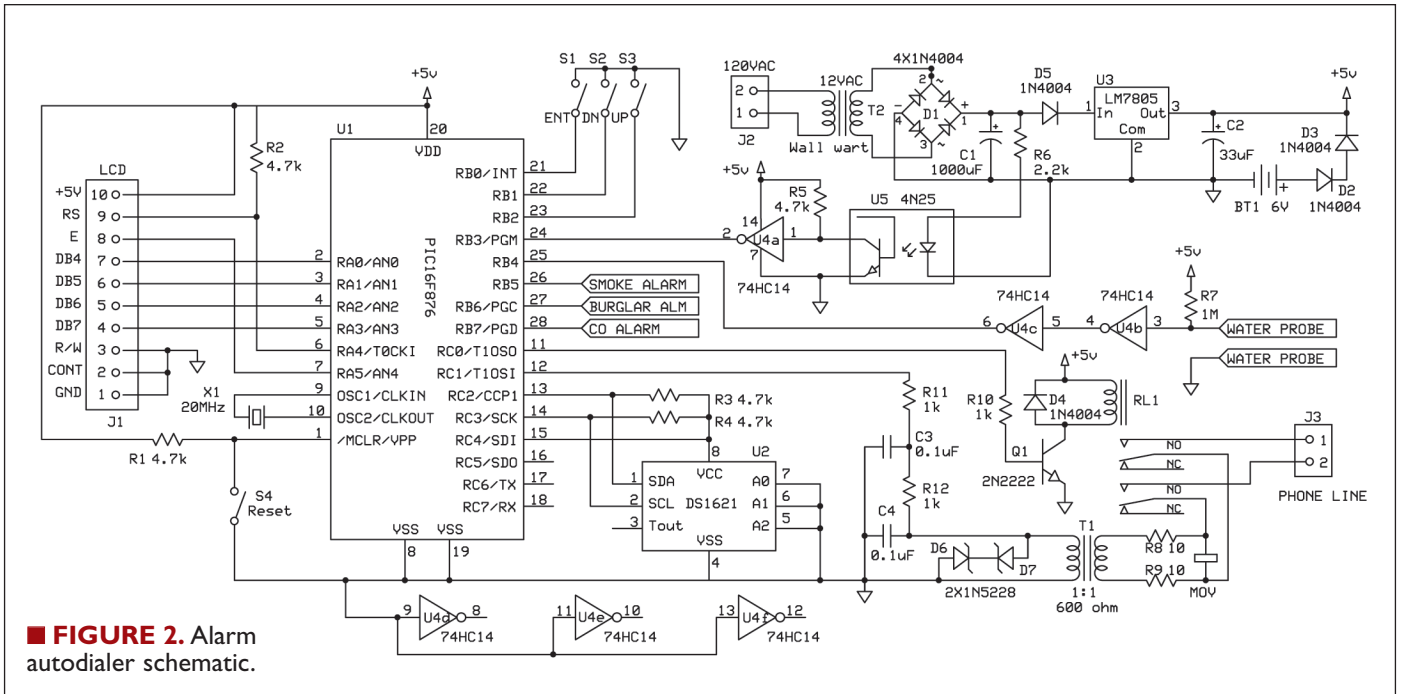 S1 S2 S3
ENT DN UP
+5v
120VAC
2
1
J2
12VAC
T2
Wall wart
4X1N4004
2 ~
- +
4 D1 1
3 ~
C1
1000uF
+
D5
1N4004
R6
2.2k
U3
LM7805
1 In Out 3
Com
2
+ C2
33uF
+5v
D3
1N4004
BT1 6V
+
D2
1N4004
U1
20
VDD
PIC16F876
R2
4.7k
LCD
+5V 10
RS 9
E 8
DB4 7
DB5 6
DB6 5
DB7 4
R/W 3
CONT 2
GND 1
J1
X1
20MHz
R1 4.7k
S4
Reset
2 RA0/AN0
3 RA1/AN1
4 RA2/AN2
5 RA3/AN3
6 RA4/T0CKI
7 RA5/AN4
9 OSC1/CLKIN
10 OSC2/CLKOUT
1 /MCLR/VPP
RB0/INT 21
RB1 22
RB2 23
RB3/PGM 24
RB4 25
RB5 26
RB6/PGC 27
RB7/PGD 28
RC0/T1OSO 11
RC1/T1OSI 12
RC2/CCP1 13
RC3/SCK 14
RC4/SDI 15
RC5/SDO 16
RC6/TX 17
RC7/RX 18
VSS VSS
8 19
SMOKE ALARM
BURGLAR ALM
CO ALARM
+5v
R5
4.7k
14
2 U4a 1
7
74HC14
U5 4N25
74HC14
6 U4c 5
74HC14
4 U4b 3
+5v
R7
1M
WATER PROBE
WATER PROBE
R3 4.7k
R4 4.7k
8
U2
VCC
1 SDA A0 7
2 SCL DS1621 A1 6
3 Tout A2 5
VSS
4
R11
1k
C3
0.1uF
R12
1k
C4
0.1uF
R10
1k
+5v
D4
1N4004
RL1
Q1
2N2222
NO
NC
NO
NC
J3
1
2
PHONE LINE
D6
D7
2X1N5228
T1
1:1
600 ohm
R8 10
R9 10
MOV
9 U4d 8
74HC14
11 U4e 10
74HC14
13 U4f 12
74HC14
■ FIGURE 2. Alarm
autodialer schematic.